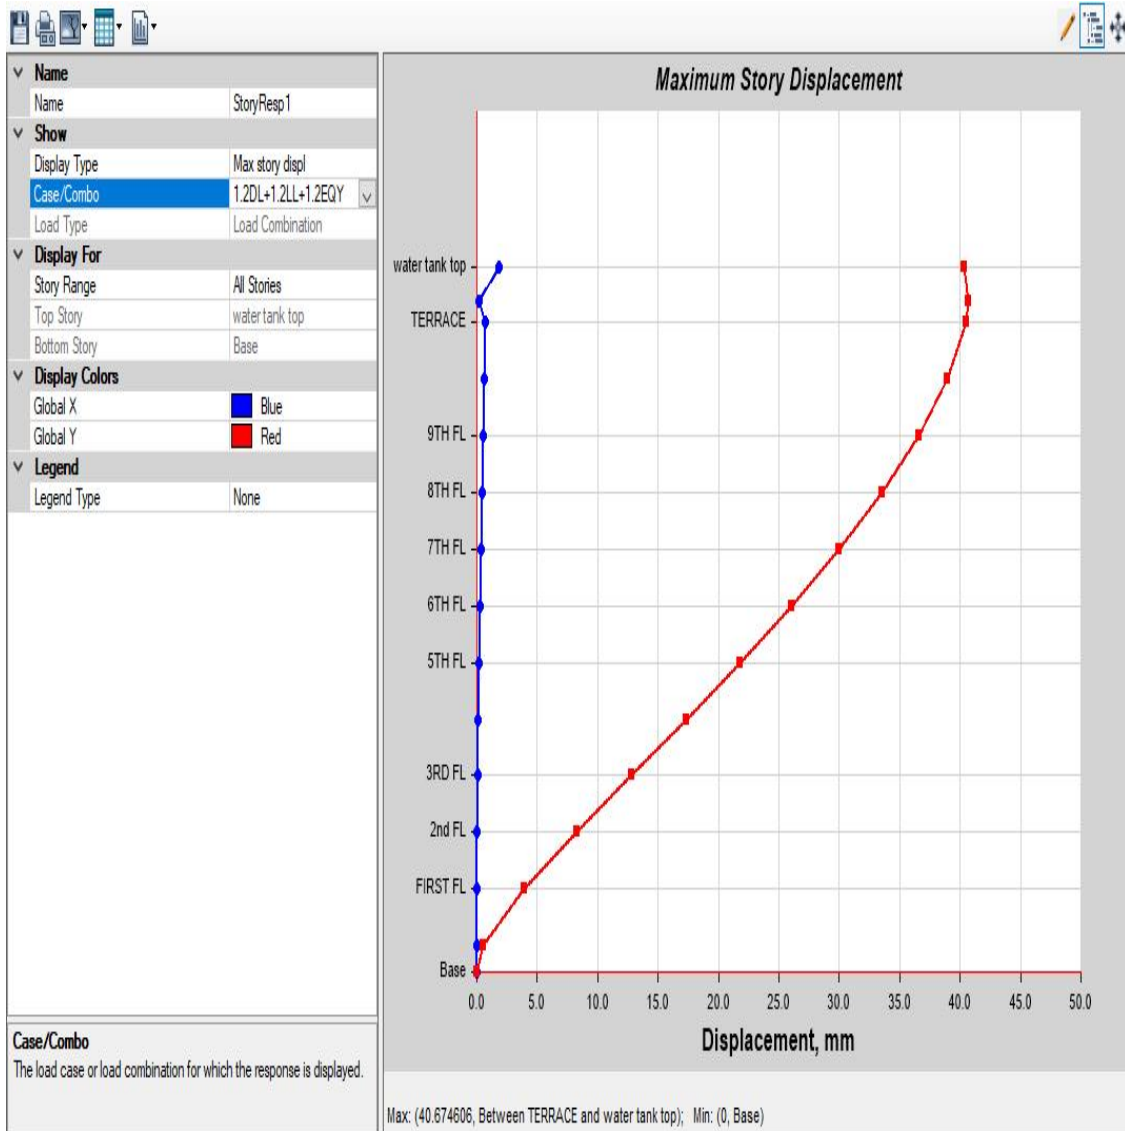 Name
Name StoryResp1
Show
Display Type Max story displ
Case/Combo 1.2DL+1.2LL+1.2EQY
Load Type Load Combination
Display For
Story Range All Stories
Top Story water tank top
Bottom Story Base
Display Colors
Global X Blue
Global Y Red
Legend
Legend Type None
Case/Combo
The load case or load combination for which the response is displayed.
Maximum Story Displacement
water tank top
TERRACE
9TH FL
8TH FL
7TH FL
6TH FL
5TH FL
3RD FL
2nd FL
FIRST FL
Base
0.0 5.0 10.0 15.0 20.0 25.0 30.0 35.0 40.0 45.0 50.0
Displacement, mm
Max: (40.674606, Between TERRACE and water tank top); Min: (0, Base)